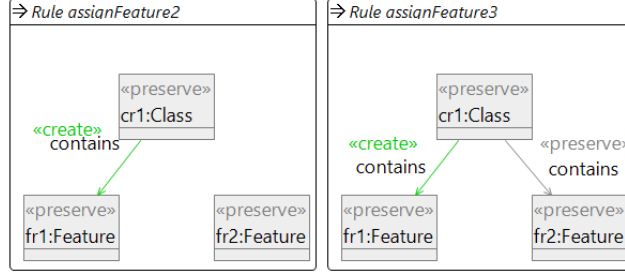 ⇒ Rule assignFeature2
«preserve»
cr1:Class
«create»
contains
«preserve»
fr1:Feature
«preserve»
fr2:Feature
⇒ Rule assignFeature3
«preserve»
cr1:Class
«create»
contains
«preserve»
contains
«preserve»
fr1:Feature
«preserve»
fr2:Feature